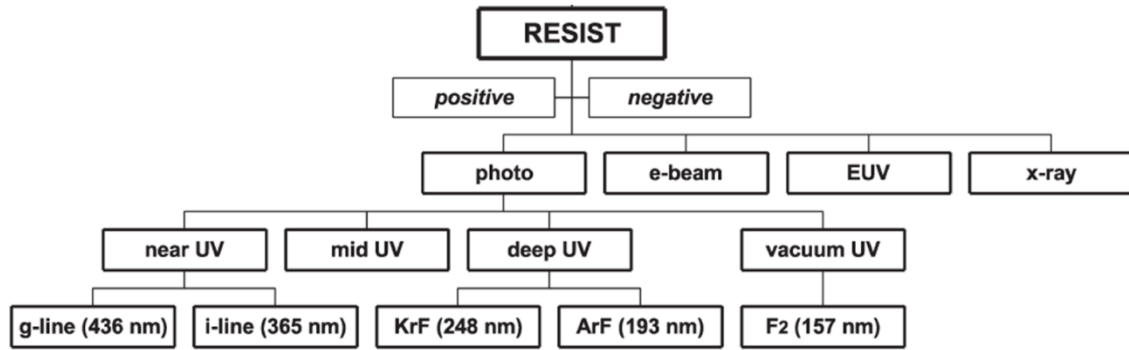 RESIST
positive
negative
photo
e-beam
EUV
x-ray
near UV
mid UV
deep UV
vacuum UV
g-line (436 nm)
i-line (365 nm)
KrF (248 nm)
ArF (193 nm)
F2 (157 nm)